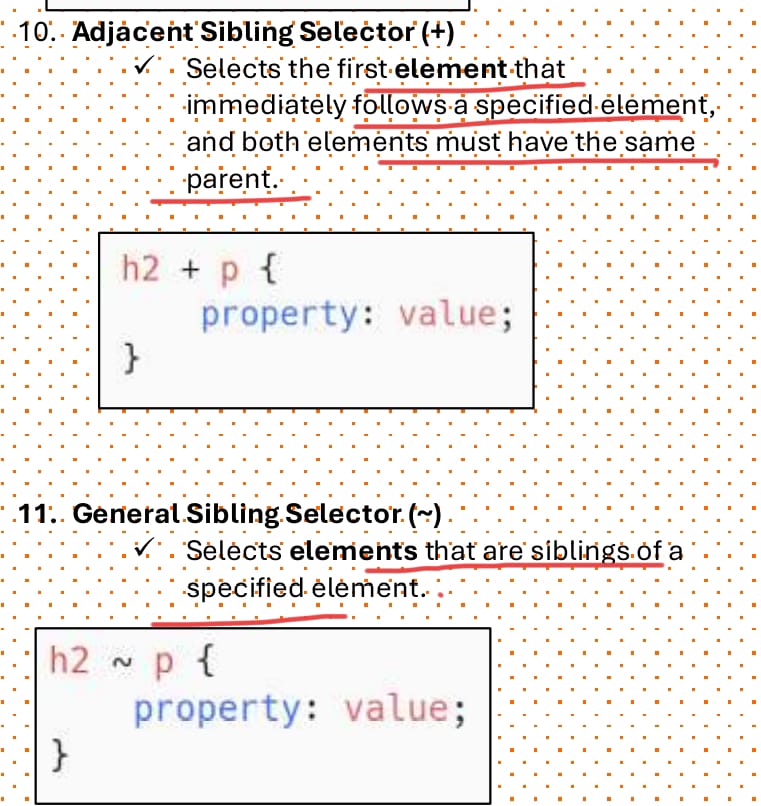 10. Adjacent Sibling Selector (+)
✓ Selects the first element that
immediately follows a specified element,
and both elements must have the same
parent.
h2 + p {
property: value;
}
11. General Sibling Selector (~)
✓ Selects elements that are siblings of a
specified element.
h2 ~ p {
property: value;
}